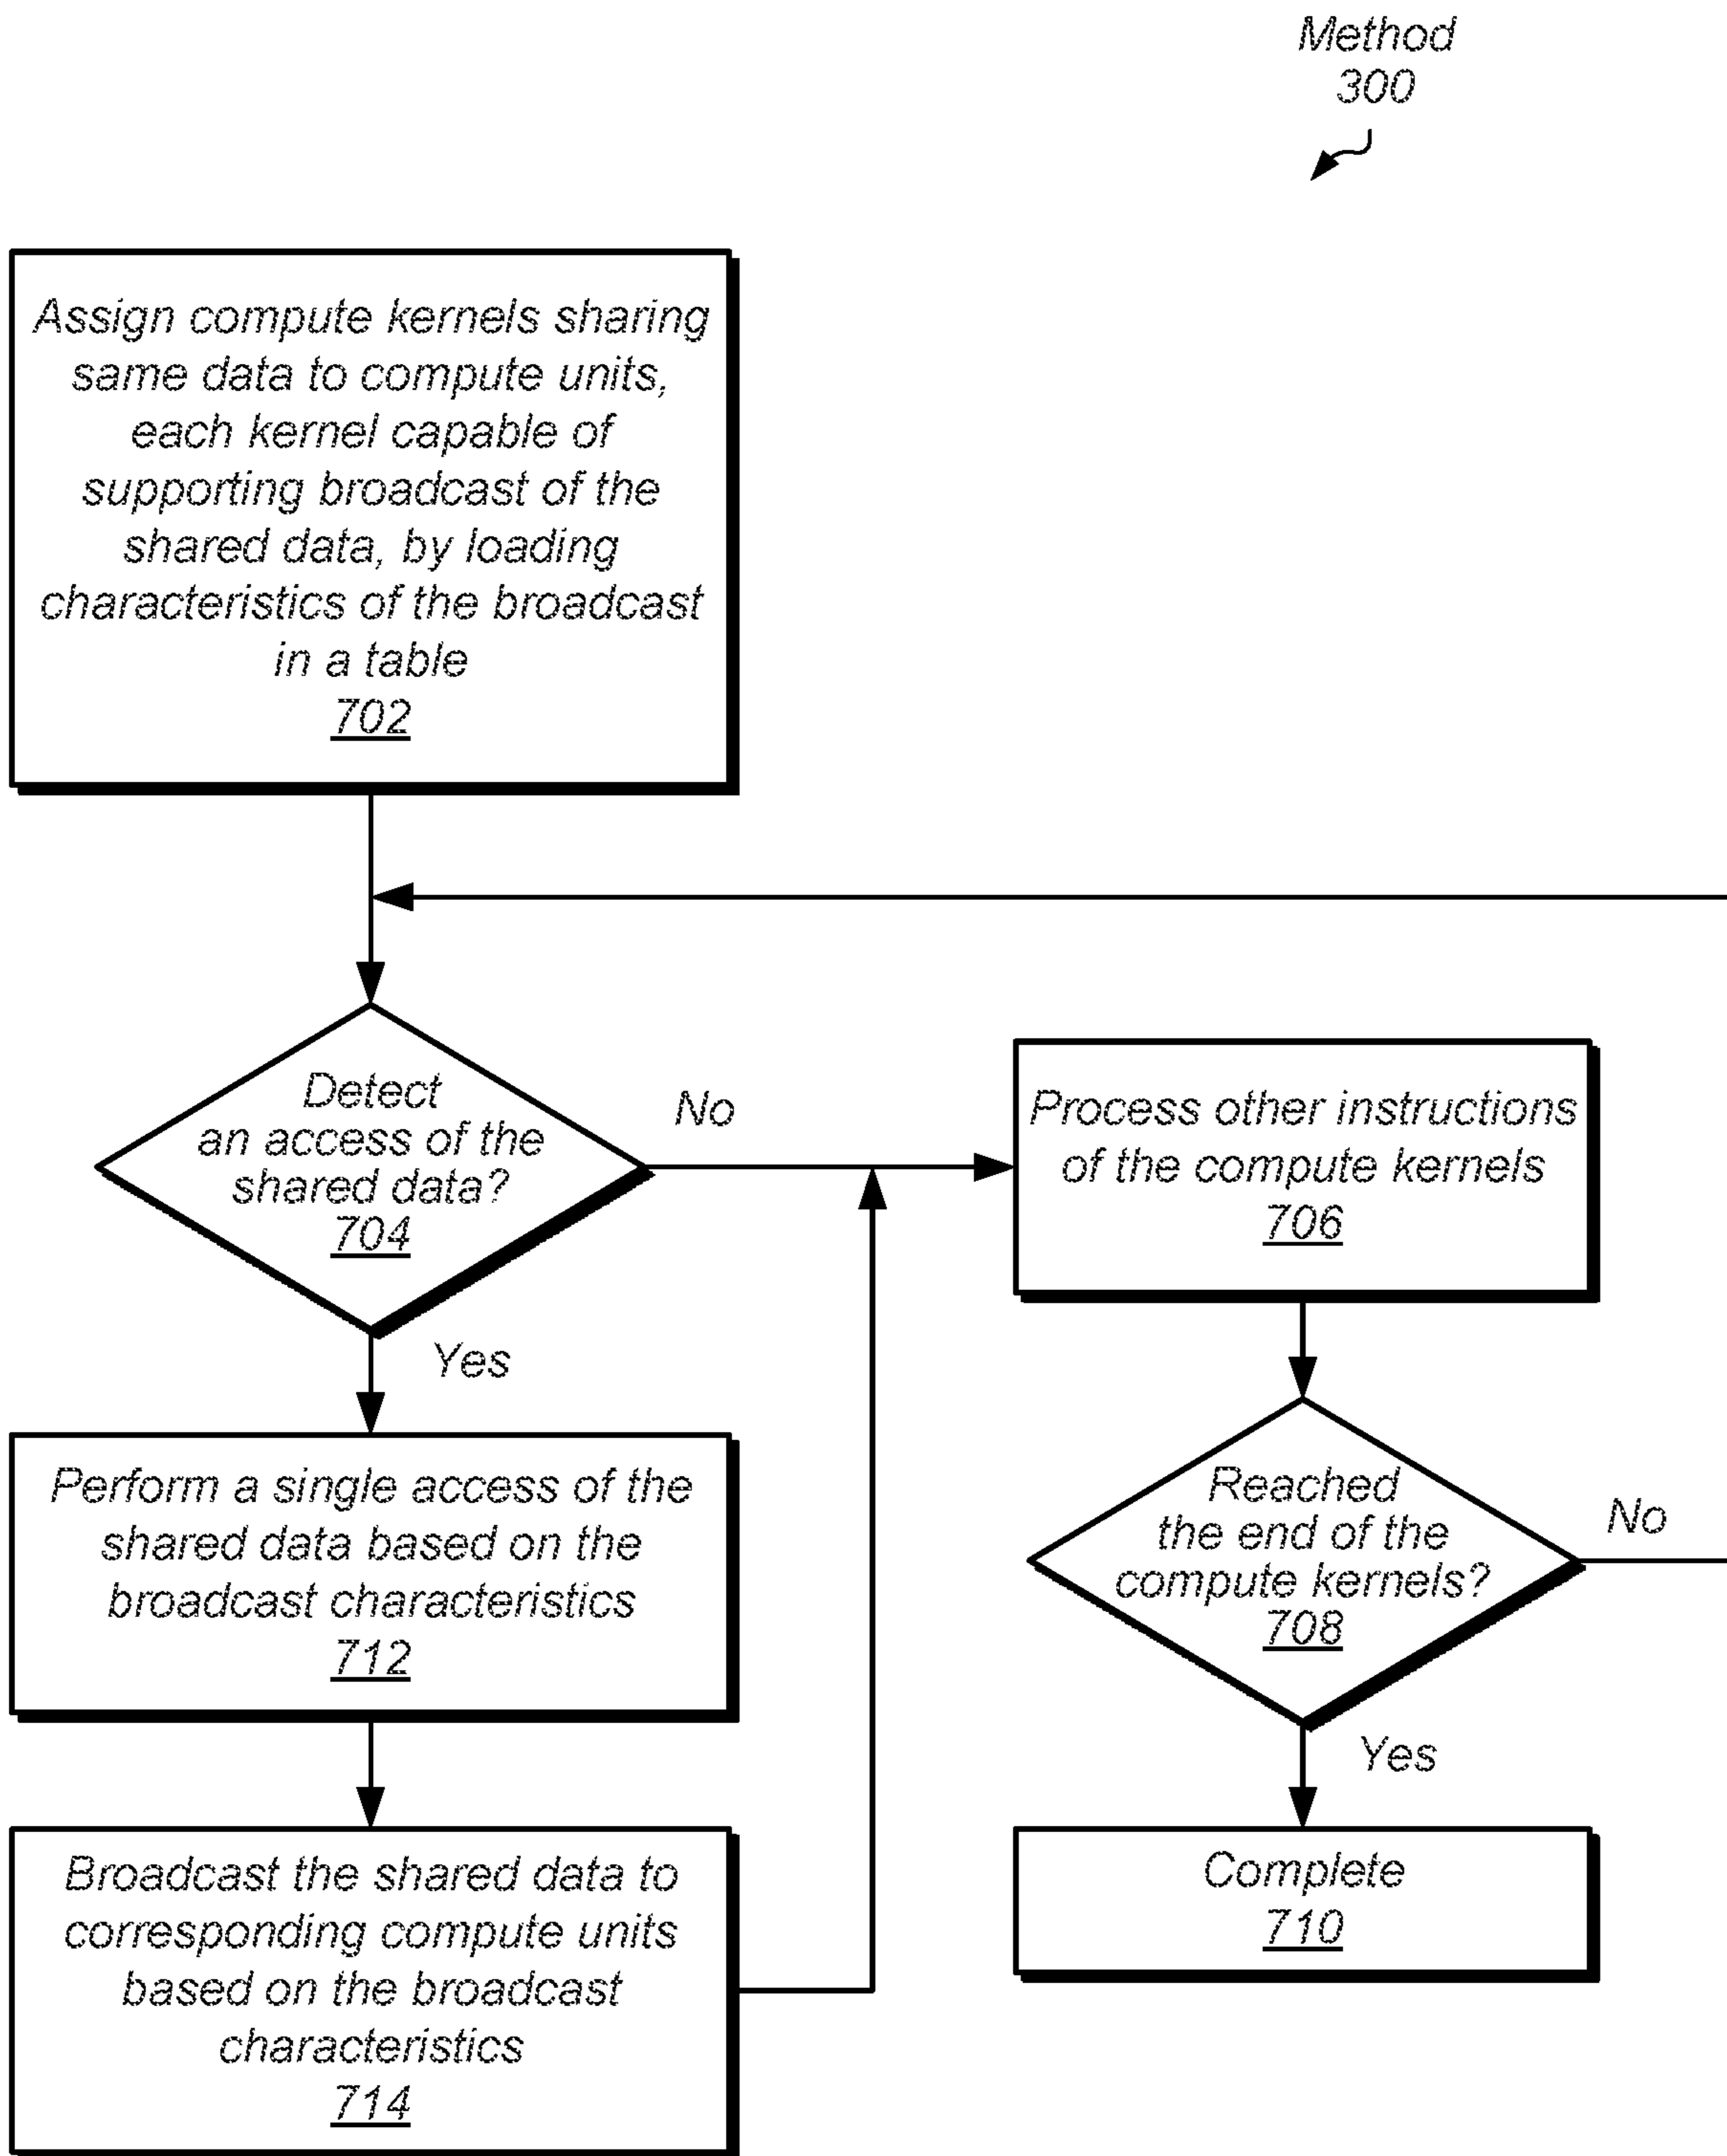 Method
300
Assign compute kernels sharing
same data to compute units,
each kernel capable of
supporting broadcast of the
shared data, by loading
characteristics of the broadcast
in a table
702
Detect
an access of the
shared data?
704
No
Yes
Process other instructions
of the compute kernels
706
Perform a single access of the
shared data based on the
broadcast characteristics
712
Reached
the end of the
compute kernels?
708
No
Yes
Broadcast the shared data to
corresponding compute units
based on the broadcast
characteristics
714
Complete
710